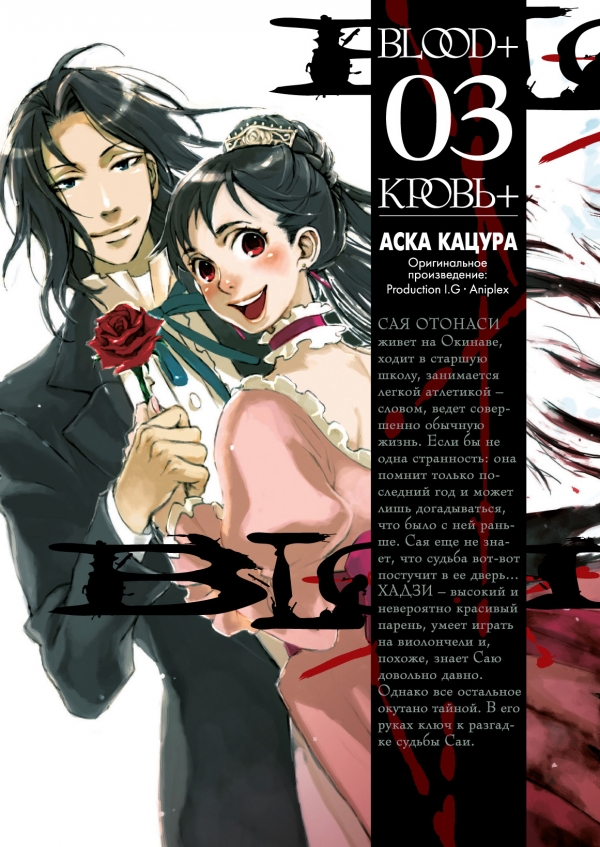 BLOOD+
03
КРОВЬ+
АСКА КАЦУРА
Оригинальное
произведение:
Production I.G · Aniplex
САЯ ОТОНАСИ
живет на Окинаве,
ходит в старшую
школу, занимается
легкой атлетикой –
словом, ведет совер-
шенно обычную
жизнь. Если бы не
одна странность: она
помнит только по-
следний год и может
лишь догадываться,
что было с ней рань-
ше. Сая еще не зна-
ет, что судьба вот-вот
постучит в ее дверь...
ХАДЗИ – высокий и
невероятно красивый
парень, умеет играть
на виолончели и,
похоже, знает Саю
довольно давно.
Однако все остальное
окутано тайной. В его
руках ключ к разгад-
ке судьбы Саи.